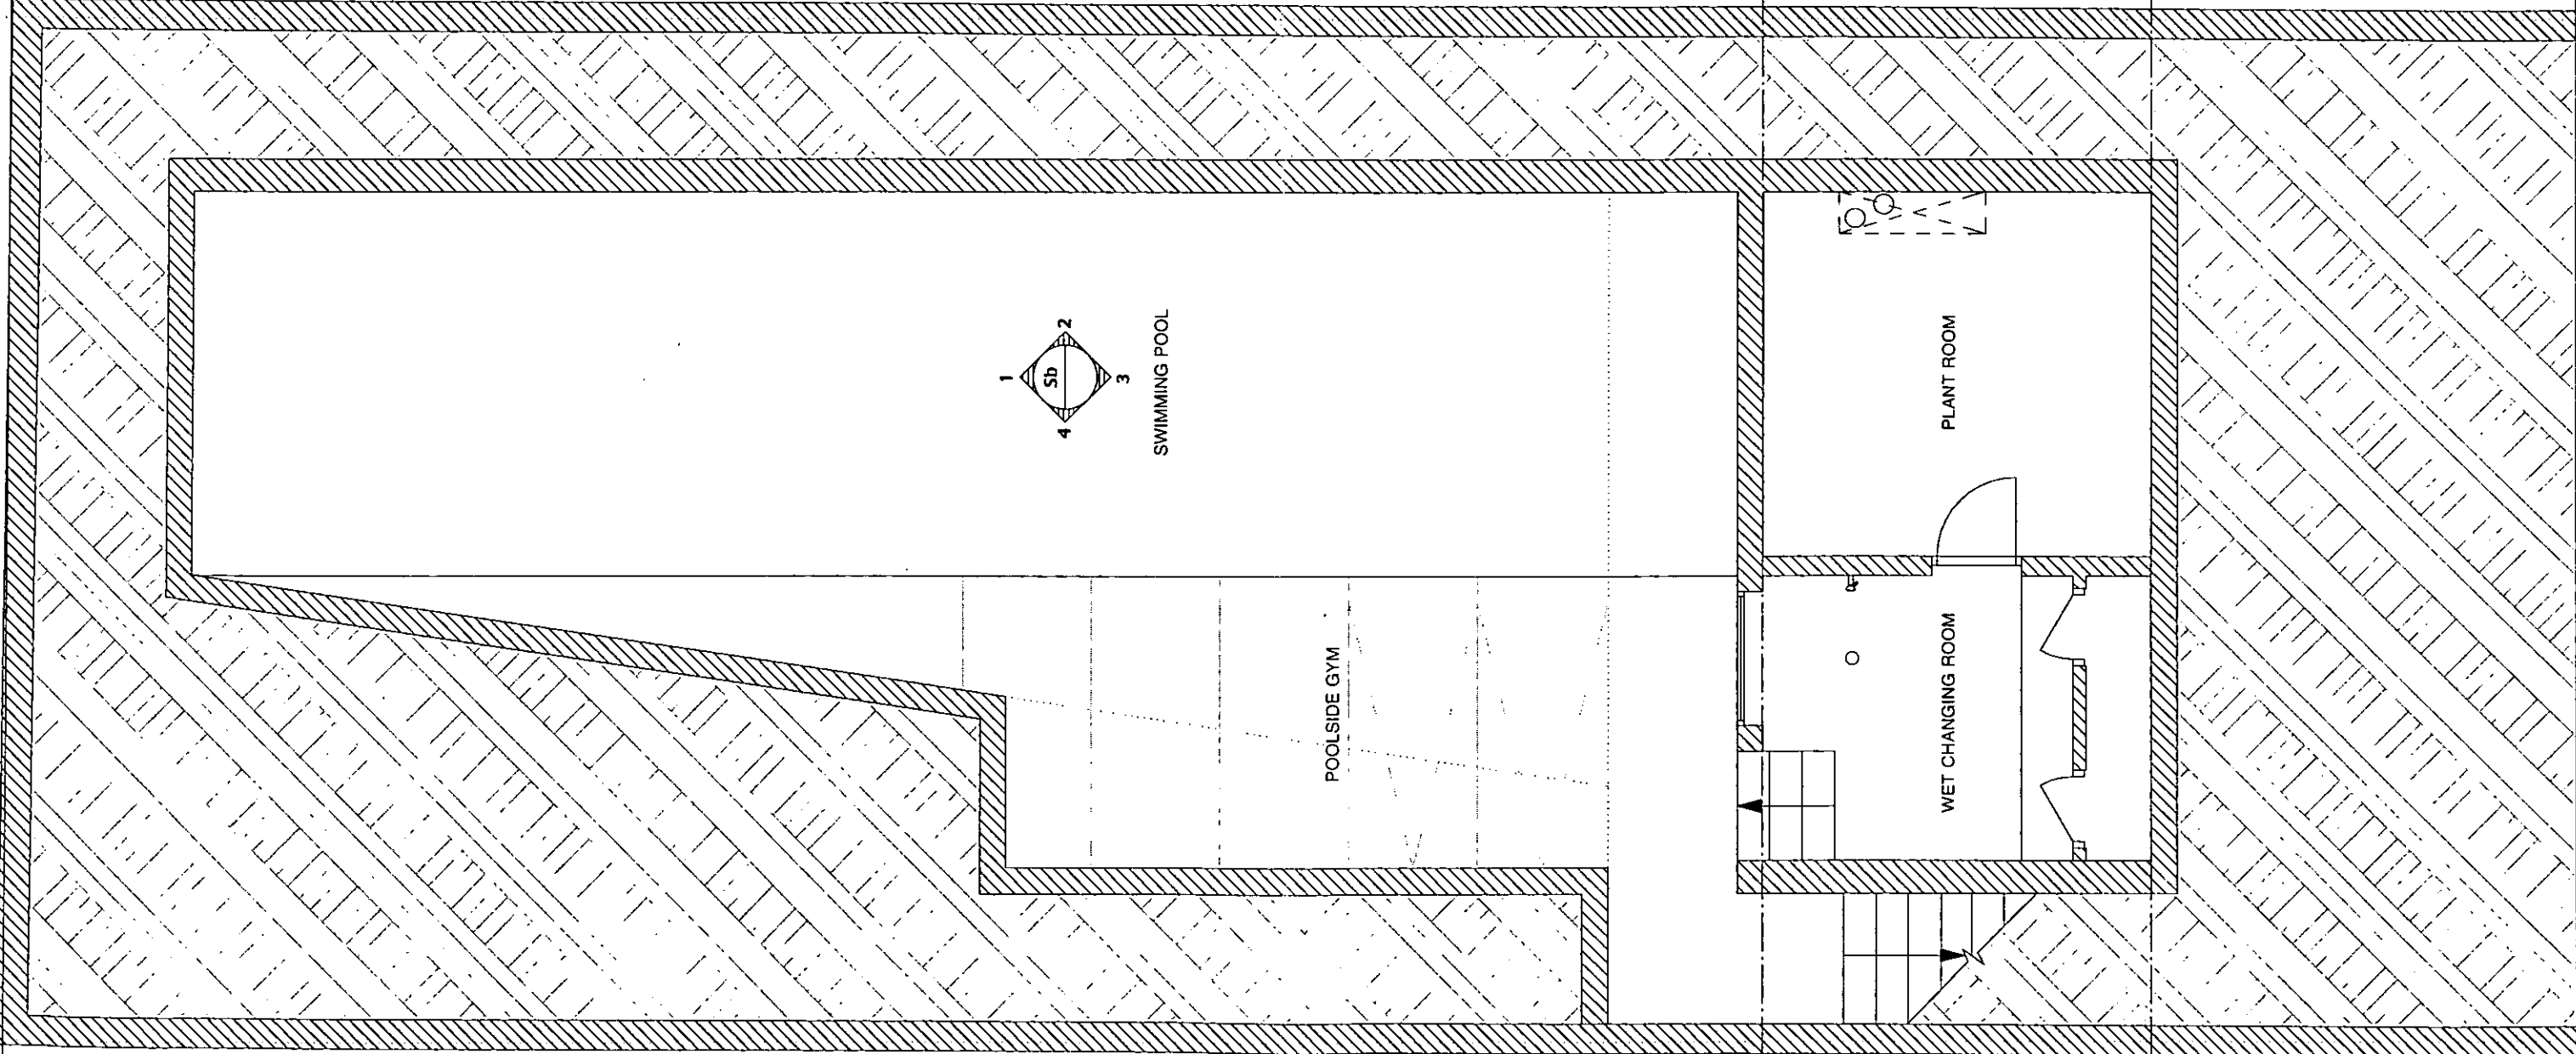 1
2
Sb
4
3
SWIMMING POOL
POOLSIDE GYM
PLANT ROOM
WET CHANGING ROOM